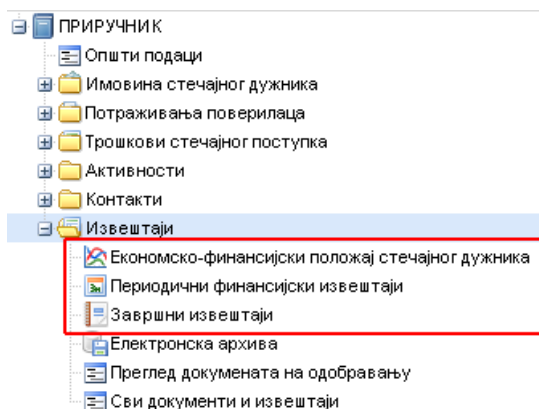 ПРИРУЧНИК
Општи подаци
Имовина стечајног дужника
Потраживања поверилаца
Трошкови стечајног поступка
Активности
Контакти
Извештаји
Економско-финансијски положај стечајног дужника
Периодични финансијски извештаји
Завршни извештаји
Електронска архива
Преглед докумената на одобравању
Сви документи и извештаји